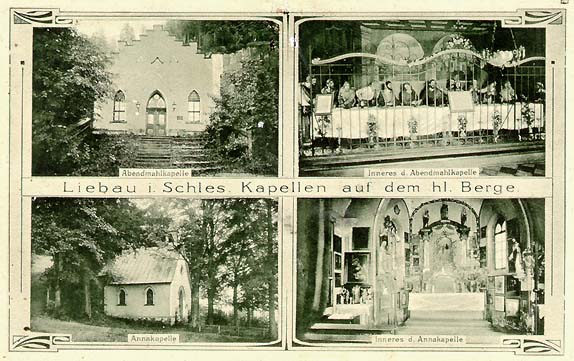 Abendmahlkapelle
Inneres d. Abendmahlkapelle
Liebau i. Schles. Kapellen auf dem hl. Berge.
Annakapelle
Inneres d. Annakapelle